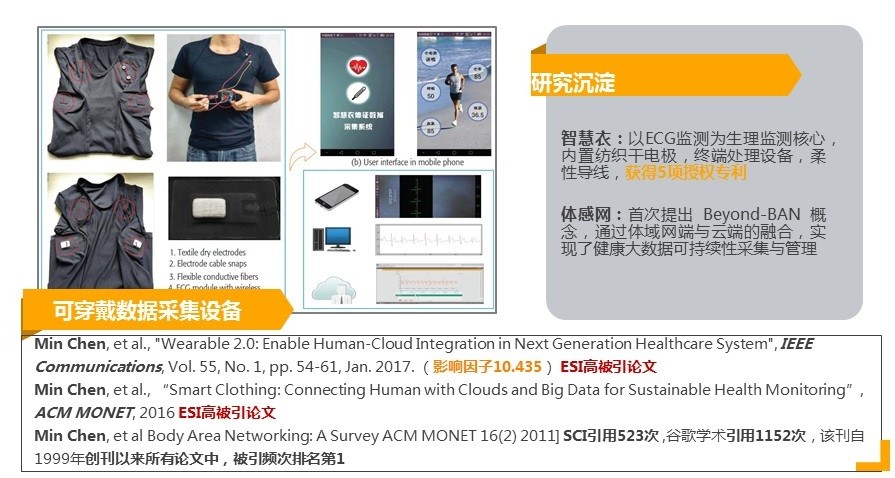 智慧衣体征数据
采集系统
85
50
36.5
85
(b) User interface in mobile phone
1. Textile dry electrodes
2. Electrode cable snaps
3. Flexible conductive fibers
4. ECG module with wireless
可穿戴数据采集设备
研究沉淀
智慧衣：以ECG监测为生理监测核心，
内置纺织干电极，终端处理设备，柔
性导线，获得5项授权专利
体感网：首次提出 Beyond-BAN 概
念，通过体域网端与云端的融合，实
现了健康大数据可持续性采集与管理
Min Chen, et al., "Wearable 2.0: Enable Human-Cloud Integration in Next Generation Healthcare System", IEEE
Communications, Vol. 55, No. 1, pp. 54-61, Jan. 2017.（影响因子10.435）ESI高被引论文
Min Chen, et al., “Smart Clothing: Connecting Human with Clouds and Big Data for Sustainable Health Monitoring”,
ACM MONET, 2016 ESI高被引论文
Min Chen, et al Body Area Networking: A Survey ACM MONET 16(2) 2011] SCI引用523次 ,谷歌学术引用1152次，该刊自
1999年创刊以来所有论文中，被引频次排名第1